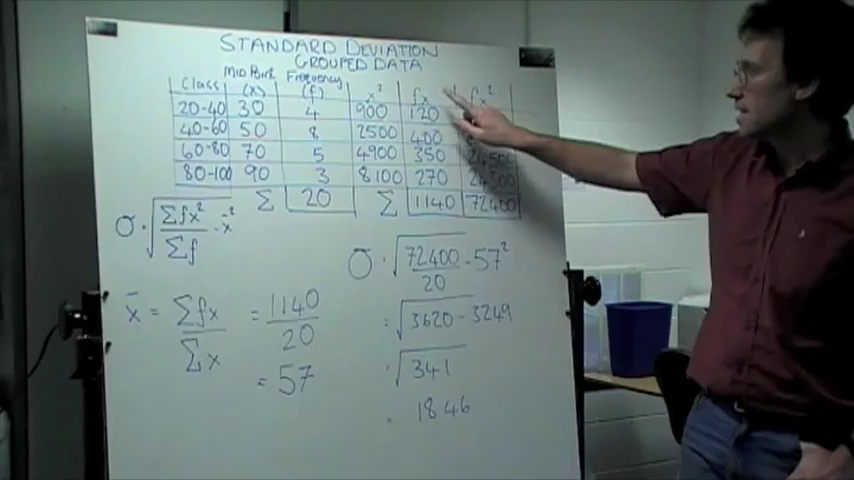 STANDARD DEVIATION
GROUPED DATA
Class Mid Point (x) Frequency (f) x² fx fx²
20-40 30 4 900 120
40-60 50 8 2500 400
60-80 70 5 4900 350 24500
80-100 90 3 8100 270 24300
Σ 20 Σ 1140 72400
σ = √ Σfx² / Σf - x̄²
σ = √ 72400 / 20 - 57²
x̄ = Σfx / Σx = 1140 / 20
= √ 3620 - 3249
= 57
= √ 341
= 18 46